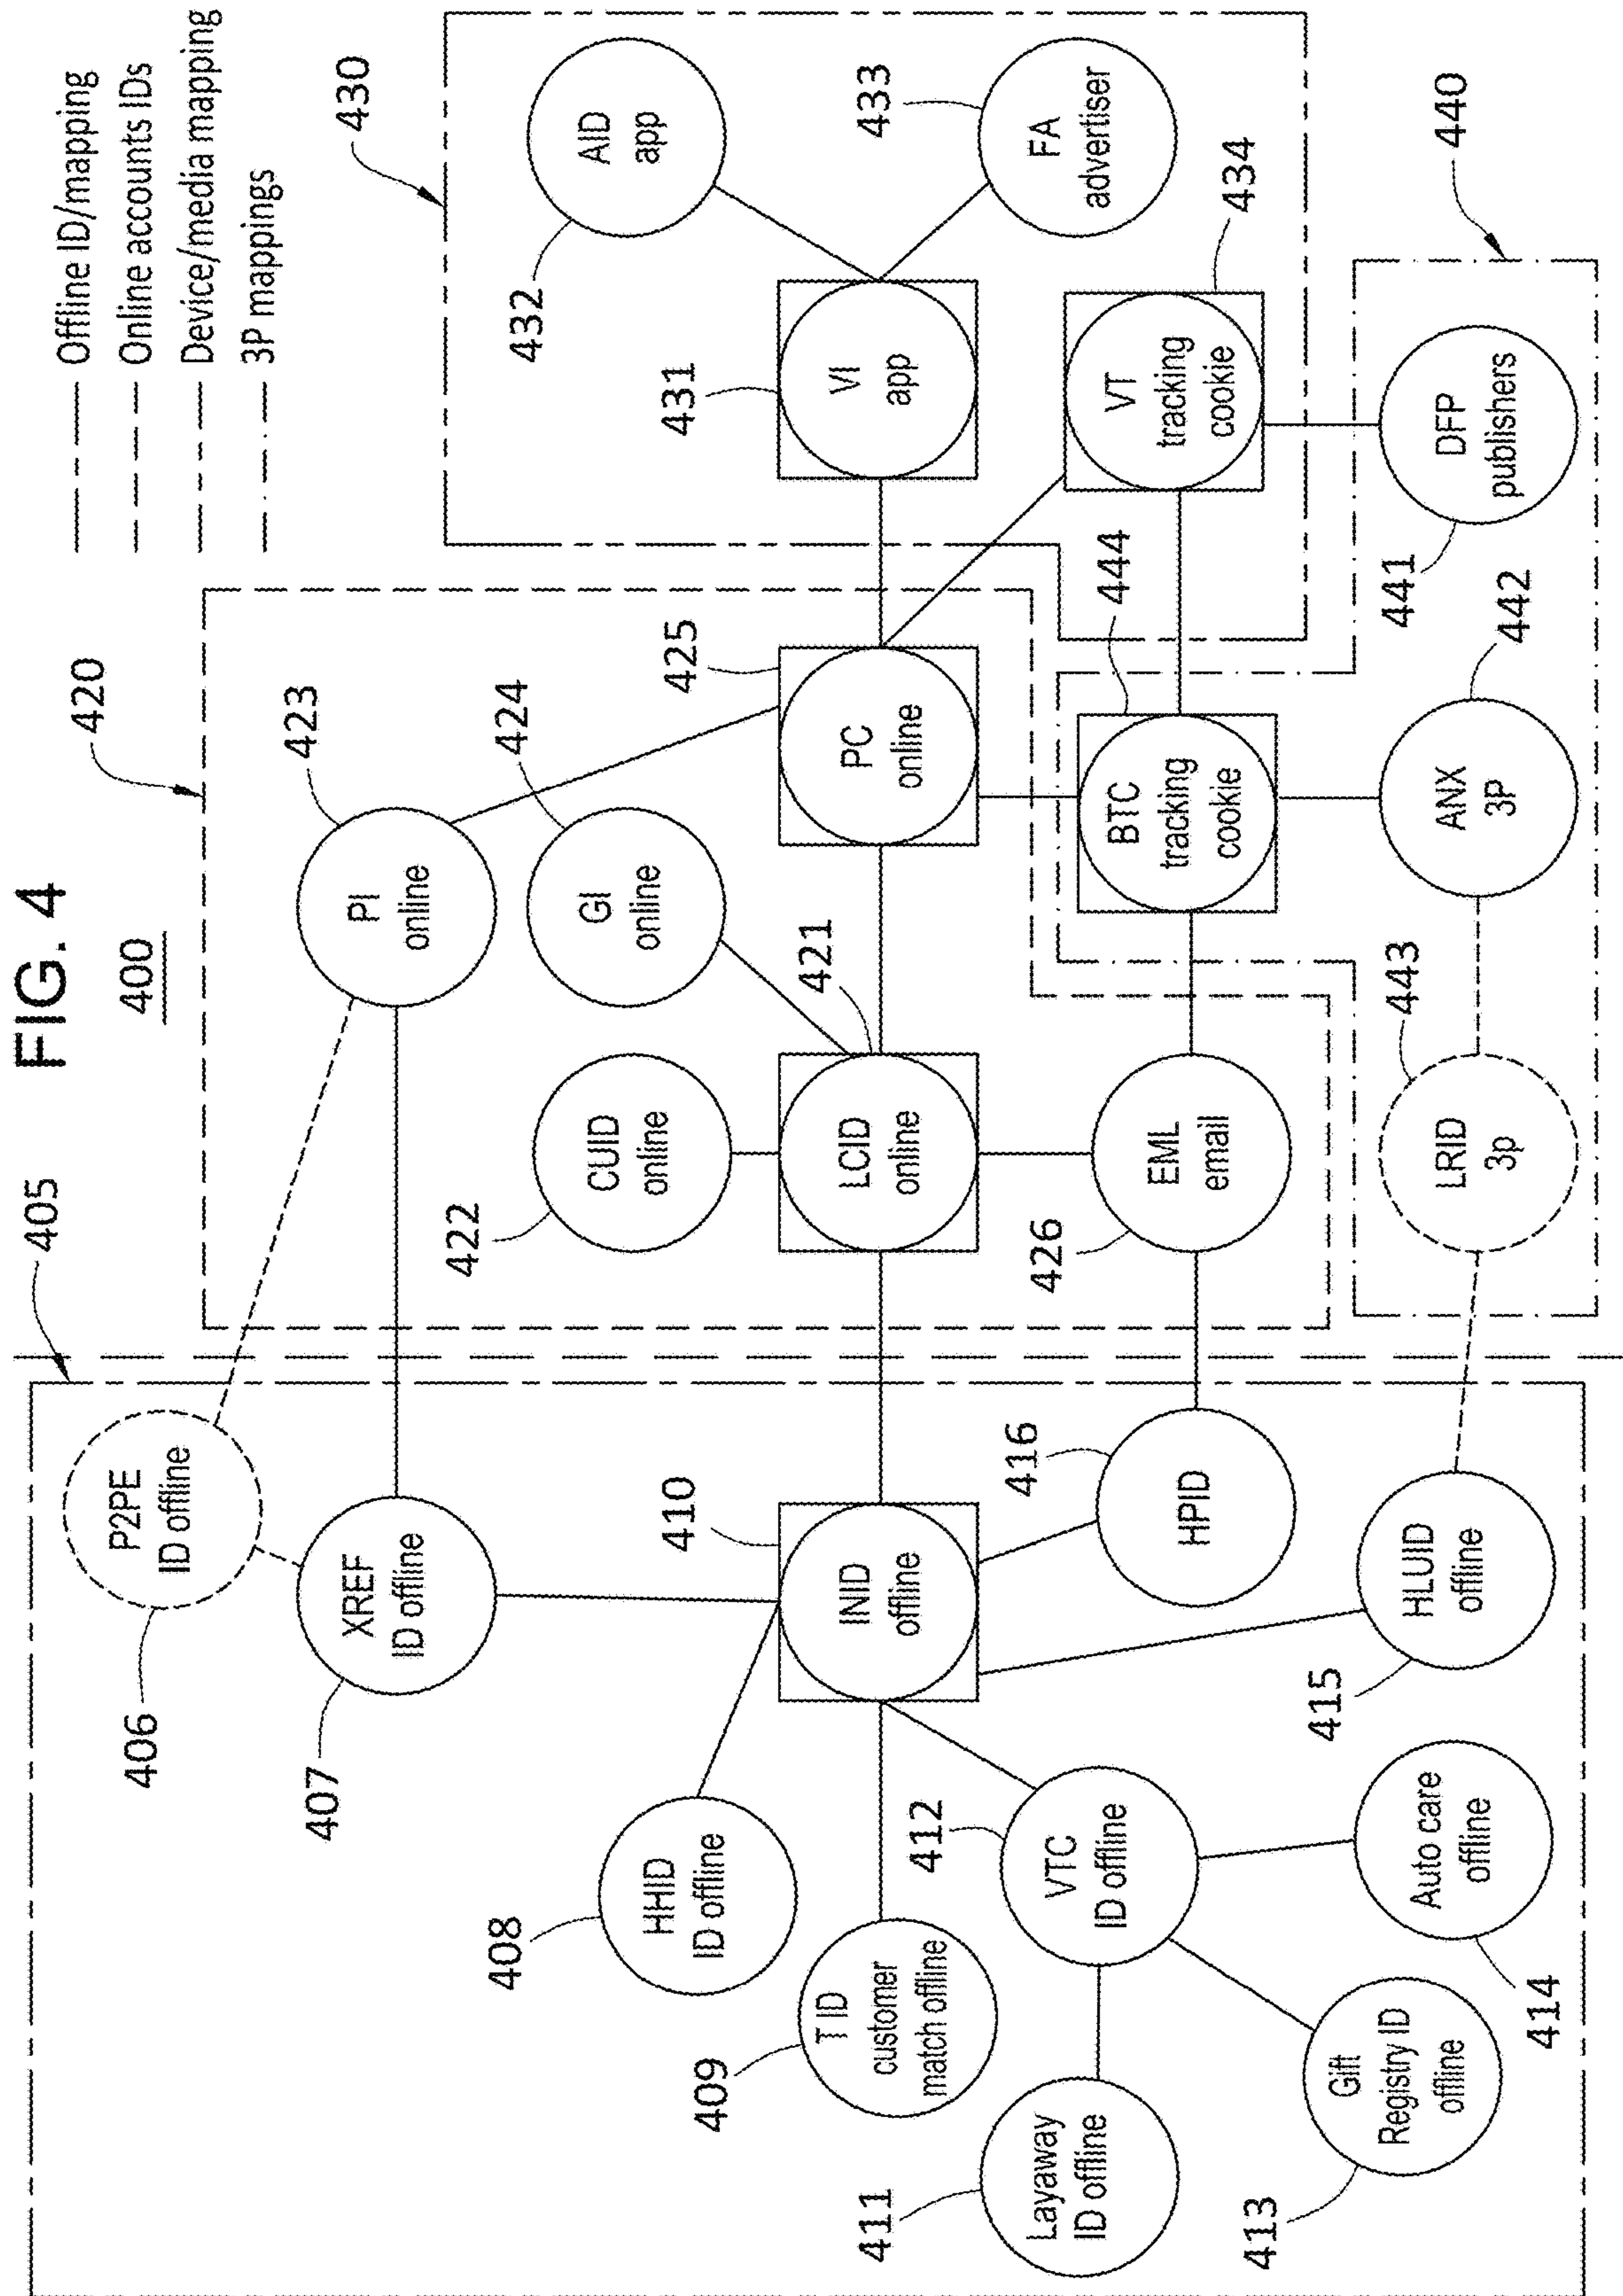 FIG. 4
400
Offline ID/mapping
Online accounts IDs
Device/media mapping
3P mappings
405
420
430
440
P2PE
ID offline
406
XREF
ID offline
407
HHID
ID offline
408
T ID
customer
match offline
409
INID
offline
410
Layaway
ID offline
411
VTC
ID offline
412
Gift
Registry ID
offline
413
Auto care
offline
414
HLUID
offline
415
HPID
416
PI
online
423
GI
online
424
CUID
online
422
LCID
online
421
PC
online
425
EML
email
426
AID
app
432
VI
app
431
FA
advertiser
433
VT
tracking
cookie
434
BTC
tracking
cookie
444
DFP
publishers
441
ANX
3P
442
LRID
3p
443